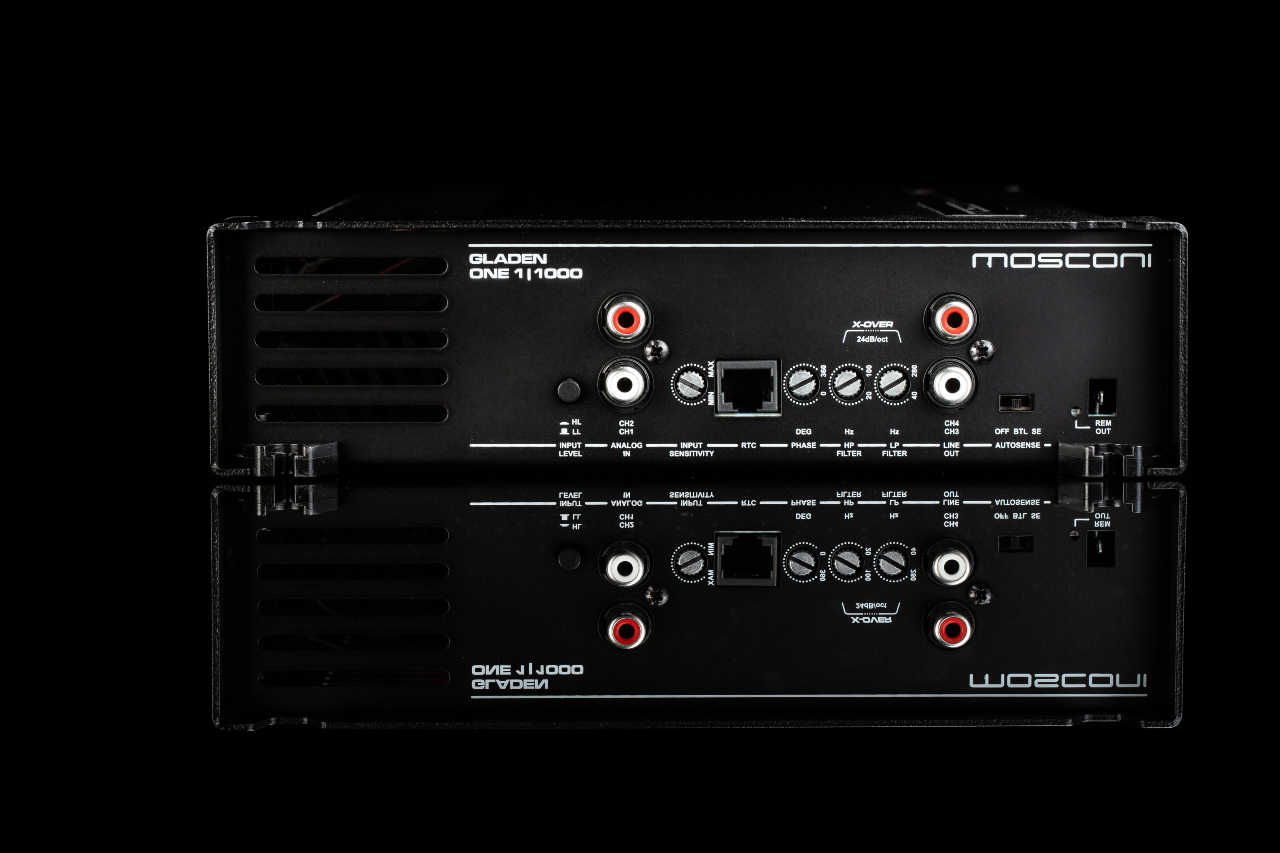 GLADEN
ONE 1|1000
MOSCONI
X-OVER
24dB/oct
MIN MAX
0 360
20 100
40 280
HL
LL
CH2
CH1
DEG
Hz
Hz
CH4
CH3
OFF BTL SE
REM
OUT
INPUT
LEVEL
ANALOG
IN
INPUT
SENSITIVITY
RTC
PHASE
HP
FILTER
LP
FILTER
LINE
OUT
AUTOSENSE